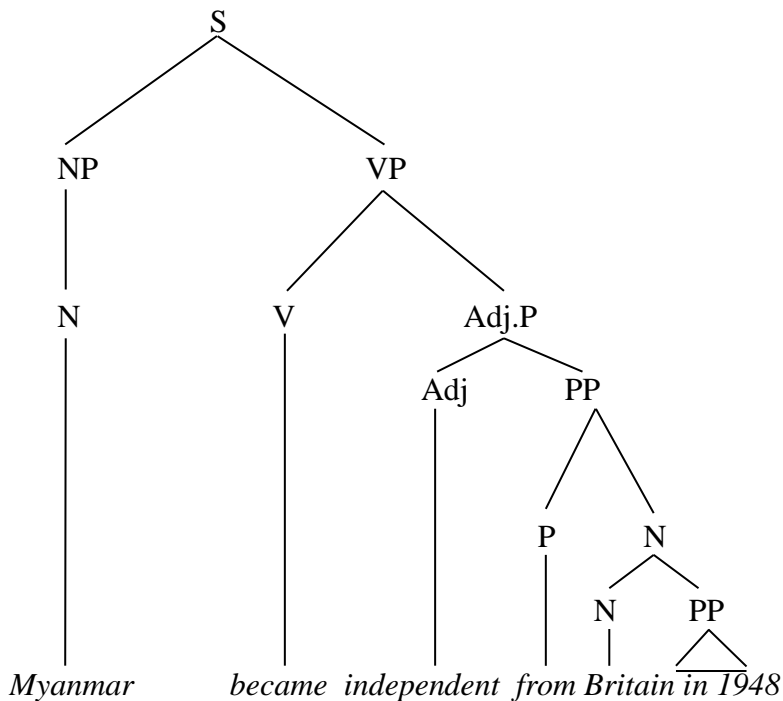 S
NP VP
N V Adj.P
Adj PP
P N
N PP
Myanmar became independent from Britain in 1948